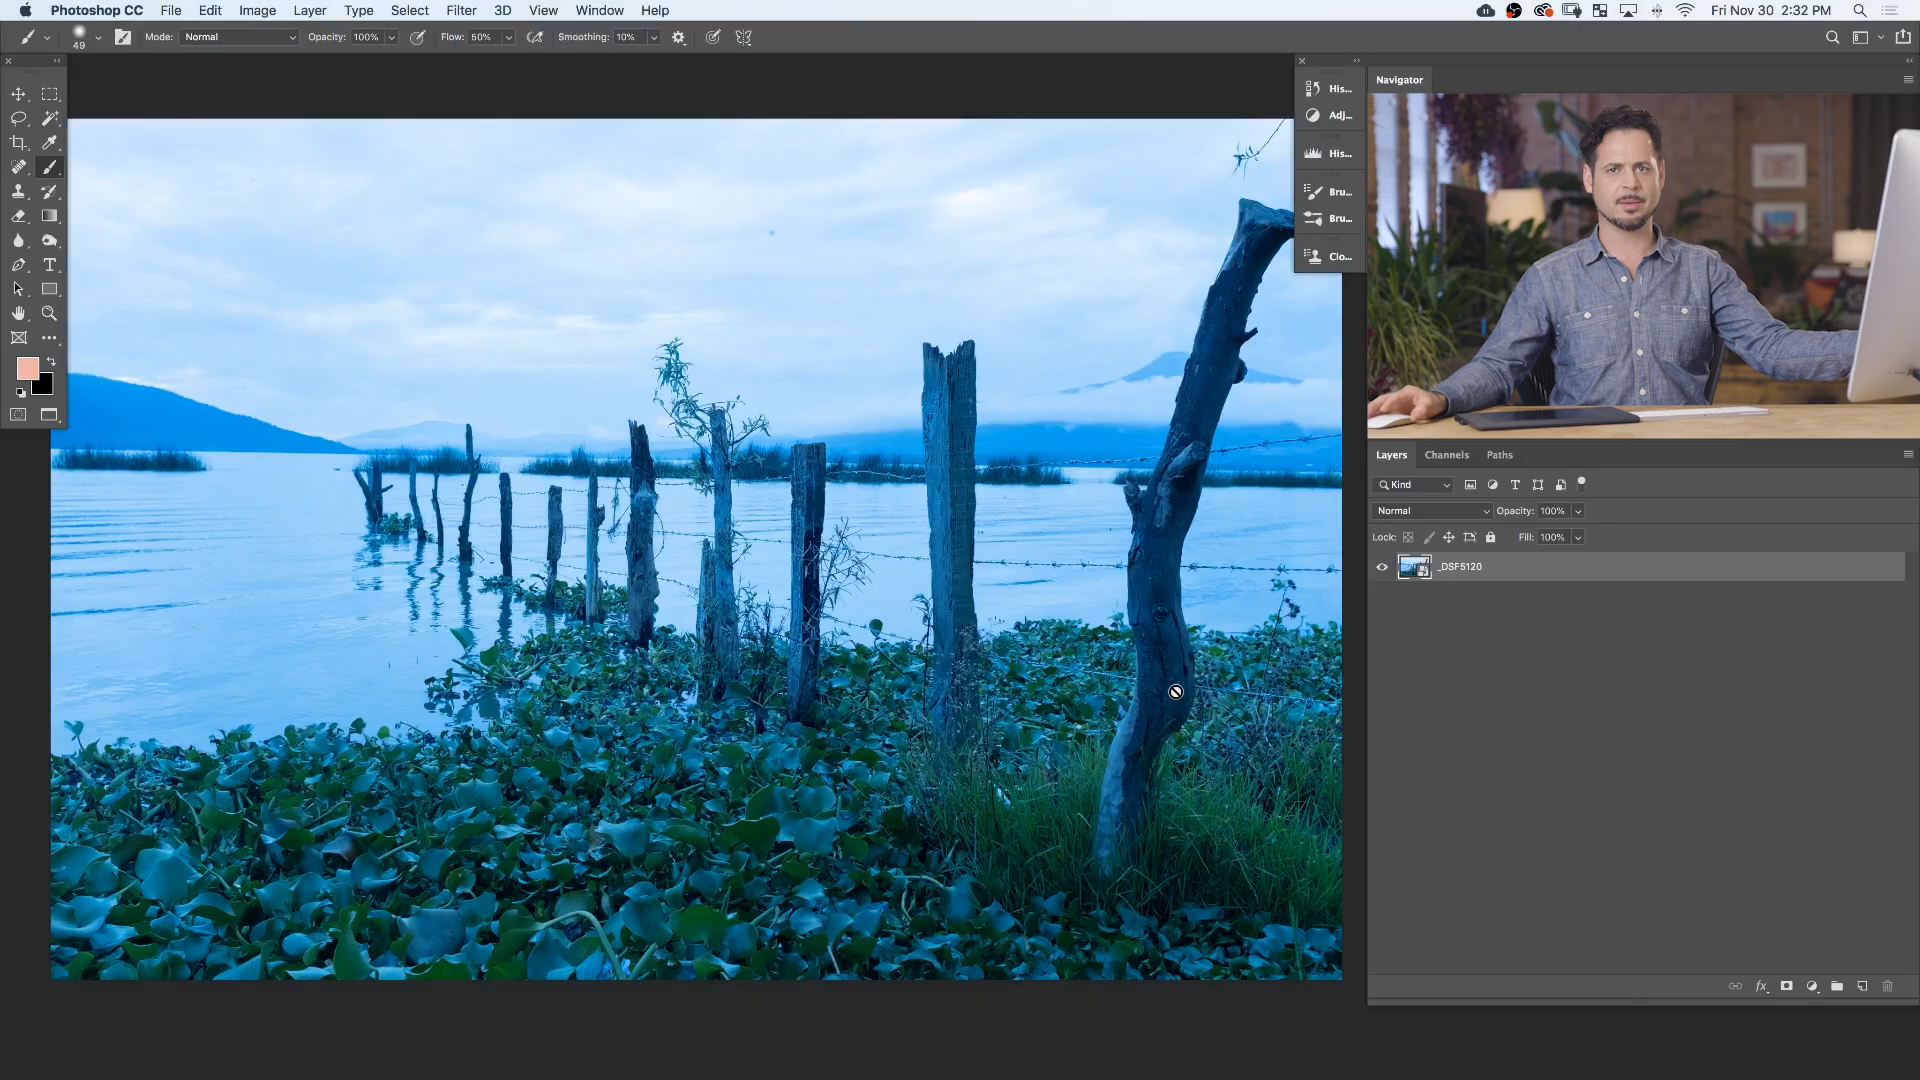 Photoshop CC File Edit Image Layer Type Select Filter 3D View Window Help Fri Nov 30 2:32 PM
49 Mode: Normal Opacity: 100% Flow: 50% Smoothing: 10%
His...
Adj...
His...
Bru...
Bru...
Clo...
Navigator
Layers Channels Paths
Kind
Normal Opacity: 100%
Lock: Fill: 100%
_DSF5120
fx